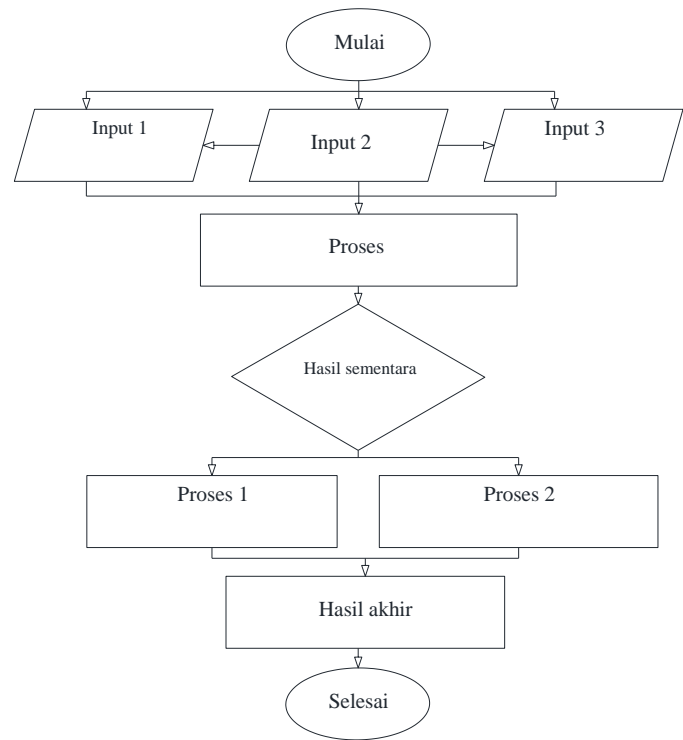 Mulai
Input 1
Input 2
Input 3
Proses
Hasil sementara
Proses 1
Proses 2
Hasil akhir
Selesai